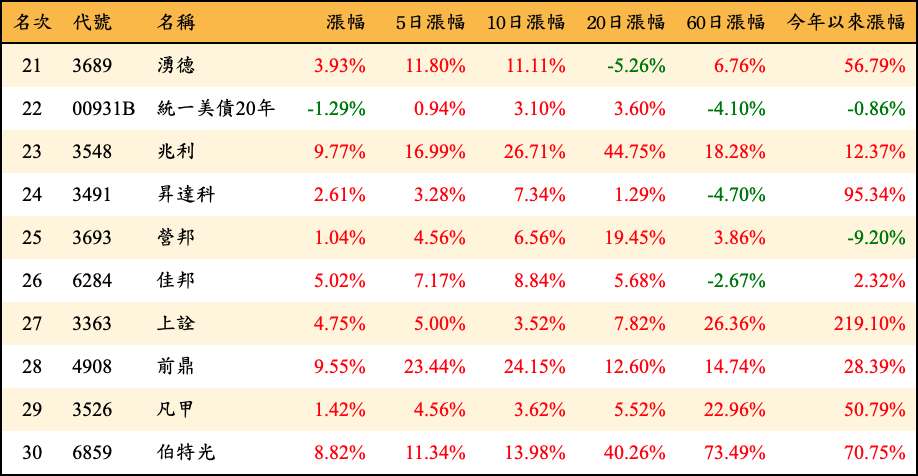 名次 代號 名稱 漲幅 5日漲幅 10日漲幅 20日漲幅 60日漲幅 今年以來漲幅
21 3689 湧德 3.93% 11.80% 11.11% -5.26% 6.76% 56.79%
22 00931B 統一美債20年 -1.29% 0.94% 3.10% 3.60% -4.10% -0.86%
23 3548 兆利 9.77% 16.99% 26.71% 44.75% 18.28% 12.37%
24 3491 昇達科 2.61% 3.28% 7.34% 1.29% -4.70% 95.34%
25 3693 營邦 1.04% 4.56% 6.56% 19.45% 3.86% -9.20%
26 6284 佳邦 5.02% 7.17% 8.84% 5.68% -2.67% 2.32%
27 3363 上詮 4.75% 5.00% 3.52% 7.82% 26.36% 219.10%
28 4908 前鼎 9.55% 23.44% 24.15% 12.60% 14.74% 28.39%
29 3526 凡甲 1.42% 4.56% 3.62% 5.52% 22.96% 50.79%
30 6859 伯特光 8.82% 11.34% 13.98% 40.26% 73.49% 70.75%